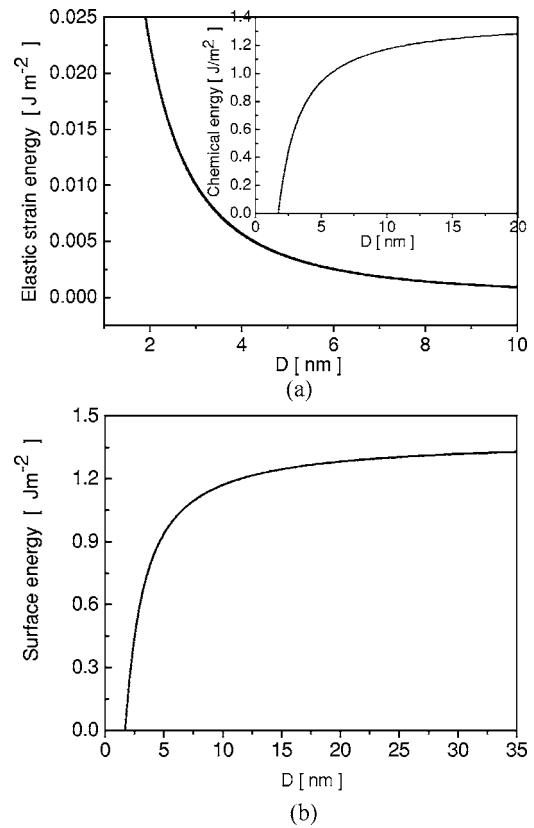 0.025
0.020
0.015
0.010
0.005
0.000
Elastic strain energy [ J m-2 ]
2 4 6 8 10
D [ nm ]
1.4
1.2
1.0
0.8
0.6
0.4
0.2
0.0
Chemical enrgy [ J/m2 ]
0 5 10 15 20
D [ nm ]
(a)
1.5
1.2
0.9
0.6
0.3
0.0
Surface energy [ Jm-2 ]
0 5 10 15 20 25 30 35
D [ nm ]
(b)